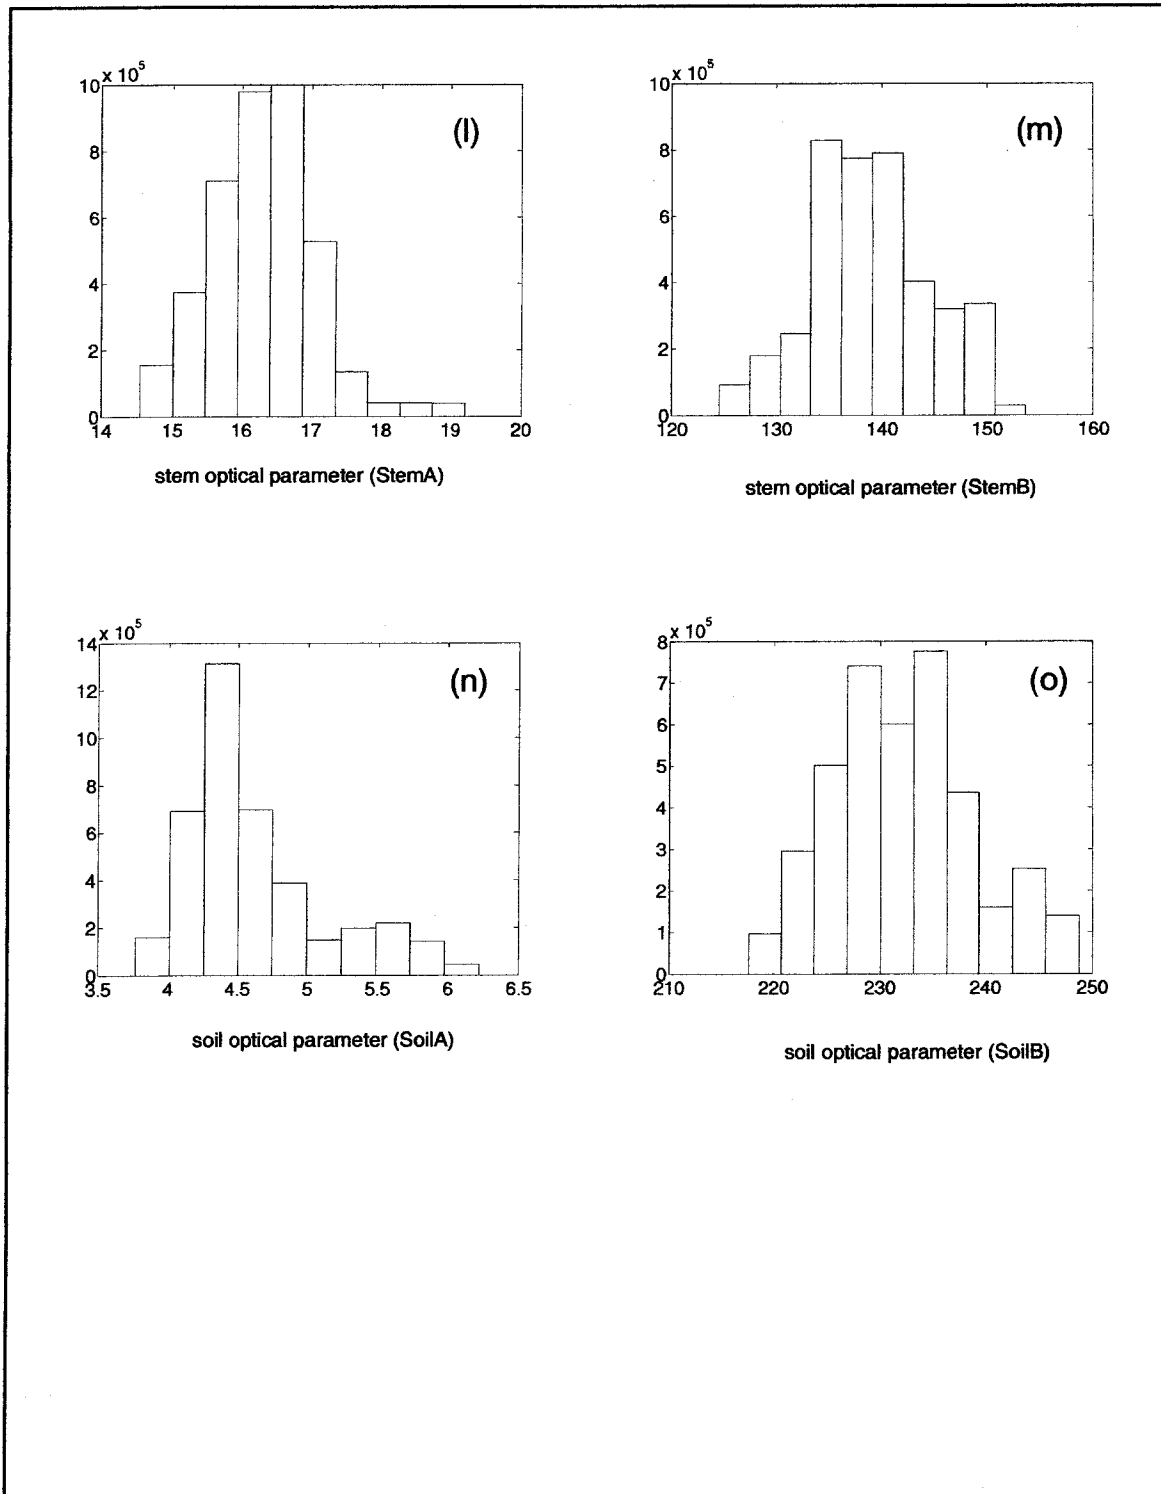 x 10^5
10
8
6
4
2
0
14 15 16 17 18 19 20
(l)
stem optical parameter (StemA)
x 10^5
10
8
6
4
2
0
120 130 140 150 160
(m)
stem optical parameter (StemB)
x 10^5
14
12
10
8
6
4
2
0
3.5 4 4.5 5 5.5 6 6.5
(n)
soil optical parameter (SoilA)
x 10^5
8
7
6
5
4
3
2
1
0
210 220 230 240 250
(o)
soil optical parameter (SoilB)